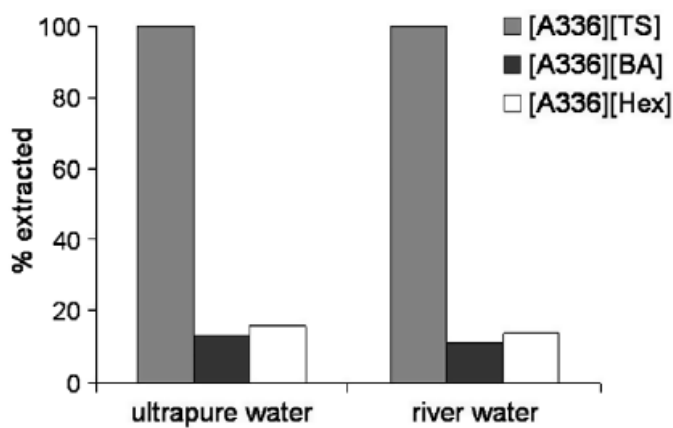 100
80
60
40
20
0
% extracted
ultrapure water
river water
[A336][TS]
[A336][BA]
[A336][Hex]